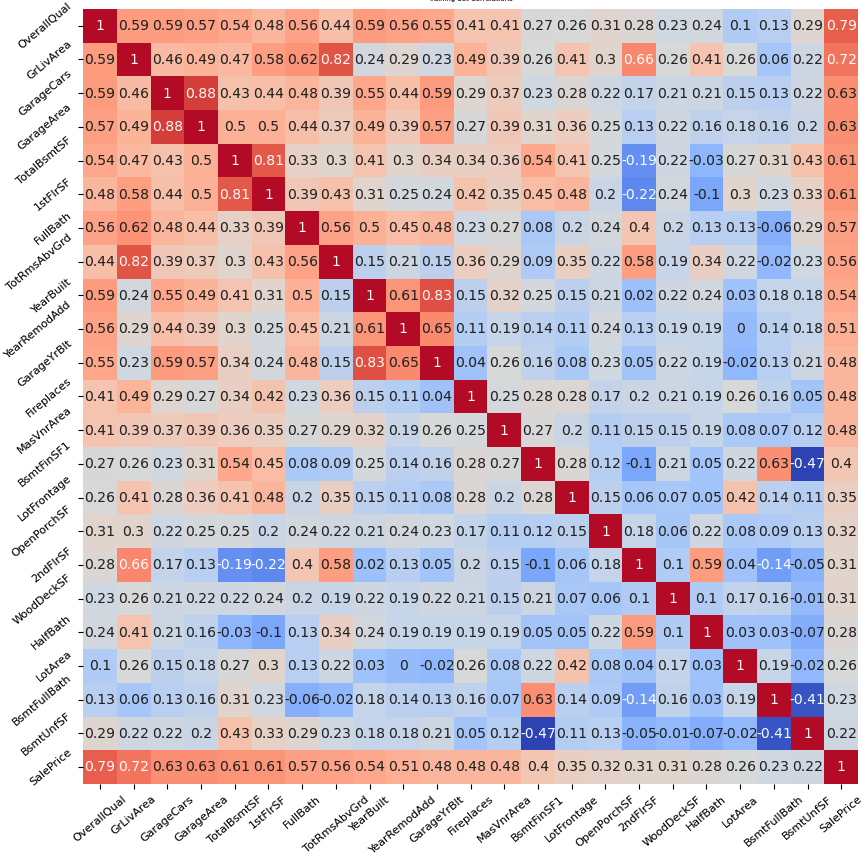 Training Set Correlations
OverallQual 1 0.59 0.59 0.57 0.54 0.48 0.56 0.44 0.59 0.56 0.55 0.41 0.41 0.27 0.26 0.31 0.28 0.23 0.24 0.1 0.13 0.29 0.79
GrLivArea 0.59 1 0.46 0.49 0.47 0.58 0.62 0.82 0.24 0.29 0.23 0.49 0.39 0.26 0.41 0.3 0.66 0.26 0.41 0.26 0.06 0.22 0.72
GarageCars 0.59 0.46 1 0.88 0.43 0.44 0.48 0.39 0.55 0.44 0.59 0.29 0.37 0.23 0.28 0.22 0.17 0.21 0.21 0.15 0.13 0.22 0.63
GarageArea 0.57 0.49 0.88 1 0.5 0.5 0.44 0.37 0.49 0.39 0.57 0.27 0.39 0.31 0.36 0.25 0.13 0.22 0.16 0.18 0.16 0.2 0.63
TotalBsmtSF 0.54 0.47 0.43 0.5 1 0.81 0.33 0.3 0.41 0.3 0.34 0.34 0.36 0.54 0.41 0.25 -0.19 0.22 -0.03 0.27 0.31 0.43 0.61
1stFlrSF 0.48 0.58 0.44 0.5 0.81 1 0.39 0.43 0.31 0.25 0.24 0.42 0.35 0.45 0.48 0.2 -0.22 0.24 -0.1 0.3 0.23 0.33 0.61
FullBath 0.56 0.62 0.48 0.44 0.33 0.39 1 0.56 0.5 0.45 0.48 0.23 0.27 0.08 0.2 0.24 0.4 0.2 0.13 0.13 -0.06 0.29 0.57
TotRmsAbvGrd 0.44 0.82 0.39 0.37 0.3 0.43 0.56 1 0.15 0.21 0.15 0.36 0.29 0.09 0.35 0.22 0.58 0.19 0.34 0.22 -0.02 0.23 0.56
YearBuilt 0.59 0.24 0.55 0.49 0.41 0.31 0.5 0.15 1 0.61 0.83 0.15 0.32 0.25 0.15 0.21 0.02 0.22 0.24 0.03 0.18 0.18 0.54
YearRemodAdd 0.56 0.29 0.44 0.39 0.3 0.25 0.45 0.21 0.61 1 0.65 0.11 0.19 0.14 0.11 0.24 0.13 0.19 0.19 0 0.14 0.18 0.51
GarageYrBlt 0.55 0.23 0.59 0.57 0.34 0.24 0.48 0.15 0.83 0.65 1 0.04 0.26 0.16 0.08 0.23 0.05 0.22 0.19 -0.02 0.13 0.21 0.48
Fireplaces 0.41 0.49 0.29 0.27 0.34 0.42 0.23 0.36 0.15 0.11 0.04 1 0.25 0.28 0.28 0.17 0.2 0.21 0.19 0.26 0.16 0.05 0.48
MasVnrArea 0.41 0.39 0.37 0.39 0.36 0.35 0.27 0.29 0.32 0.19 0.26 0.25 1 0.27 0.2 0.11 0.15 0.15 0.19 0.08 0.07 0.12 0.48
BsmtFinSF1 0.27 0.26 0.23 0.31 0.54 0.45 0.08 0.09 0.25 0.14 0.16 0.28 0.27 1 0.28 0.12 -0.1 0.21 0.05 0.22 0.63 -0.47 0.4
LotFrontage 0.26 0.41 0.28 0.36 0.41 0.48 0.2 0.35 0.15 0.11 0.08 0.28 0.2 0.28 1 0.15 0.06 0.07 0.05 0.42 0.14 0.11 0.35
OpenPorchSF 0.31 0.3 0.22 0.25 0.25 0.2 0.24 0.22 0.21 0.24 0.23 0.17 0.11 0.12 0.15 1 0.18 0.06 0.22 0.08 0.09 0.13 0.32
2ndFlrSF 0.28 0.66 0.17 0.13 -0.19 -0.22 0.4 0.58 0.02 0.13 0.05 0.2 0.15 -0.1 0.06 0.18 1 0.1 0.59 0.04 -0.14 -0.05 0.31
WoodDeckSF 0.23 0.26 0.21 0.22 0.22 0.24 0.2 0.19 0.22 0.19 0.22 0.21 0.15 0.21 0.07 0.06 0.1 1 0.1 0.17 0.16 -0.01 0.31
HalfBath 0.24 0.41 0.21 0.16 -0.03 -0.1 0.13 0.34 0.24 0.19 0.19 0.19 0.19 0.05 0.05 0.22 0.59 0.1 1 0.03 0.03 -0.07 0.28
LotArea 0.1 0.26 0.15 0.18 0.27 0.3 0.13 0.22 0.03 0 -0.02 0.26 0.08 0.22 0.42 0.08 0.04 0.17 0.03 1 0.19 -0.02 0.26
BsmtFullBath 0.13 0.06 0.13 0.16 0.31 0.23 -0.06 -0.02 0.18 0.14 0.13 0.16 0.07 0.63 0.14 0.09 -0.14 0.16 0.03 0.19 1 -0.41 0.23
BsmtUnfSF 0.29 0.22 0.22 0.2 0.43 0.33 0.29 0.23 0.18 0.18 0.21 0.05 0.12 -0.47 0.11 0.13 -0.05 -0.01 -0.07 -0.02 -0.41 1 0.22
SalePrice 0.79 0.72 0.63 0.63 0.61 0.61 0.57 0.56 0.54 0.51 0.48 0.48 0.48 0.4 0.35 0.32 0.31 0.31 0.28 0.26 0.23 0.22 1
OverallQual GrLivArea GarageCars GarageArea TotalBsmtSF 1stFlrSF FullBath TotRmsAbvGrd YearBuilt YearRemodAdd GarageYrBlt Fireplaces MasVnrArea BsmtFinSF1 LotFrontage OpenPorchSF 2ndFlrSF WoodDeckSF HalfBath LotArea BsmtFullBath BsmtUnfSF SalePrice